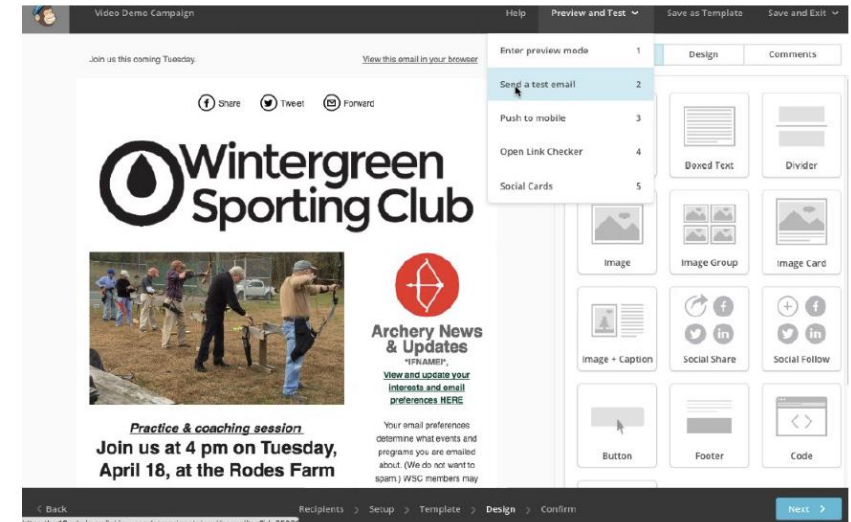 Video Demo Campaign
Help
Preview and Test
Save as Template
Save and Exit
Join us this coming Tuesday.
View this email in your browser
Enter preview mode 1
Send a test email 2
Push to mobile 3
Open Link Checker 4
Social Cards 5
Design
Comments
Share
Tweet
Forward
Wintergreen
Sporting Club
Boxed Text
Divider
Image
Image Group
Image Card
Image + Caption
Social Share
Social Follow
Button
Footer
Code
Archery News
& Updates
*IFNAMEI*,
View and update your
interests and email
preferences HERE
Your email preferences
determine what events and
programs you are emailed
about. (We do not want to
spam.) WSC members may
Practice & coaching session
Join us at 4 pm on Tuesday,
April 18, at the Rodes Farm
< Back
Recipients > Setup > Template > Design > Confirm
Next >